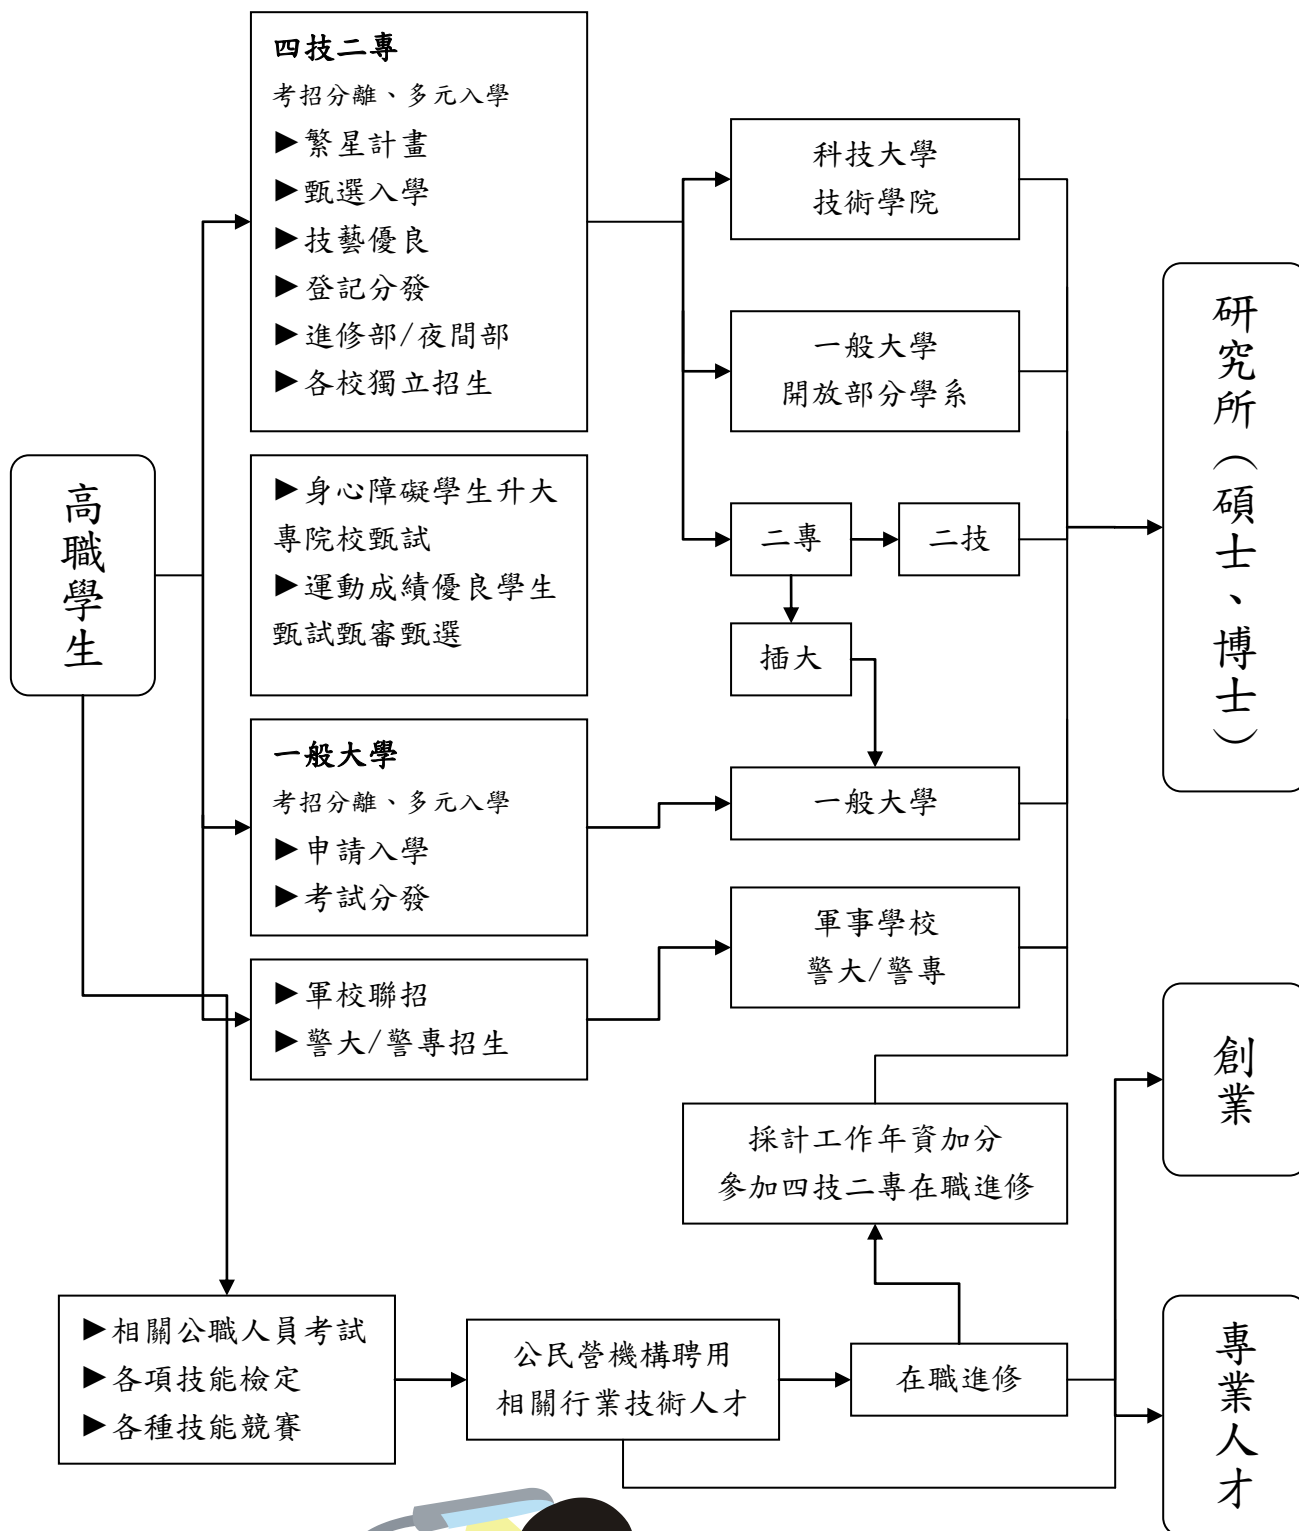 四技二專
考招分離、多元入學
►繁星計畫
►甄選入學
►技藝優良
►登記分發
►進修部/夜間部
►各校獨立招生
科技大學
技術學院
一般大學
開放部分學系
研究所（碩士、博士）
高職學生
►身心障礙學生升大
專院校甄試
►運動成績優良學生
甄試甄審甄選
二專
二技
插大
一般大學
考招分離、多元入學
►申請入學
►考試分發
一般大學
軍事學校
警大/警專
►軍校聯招
►警大/警專招生
創業
採計工作年資加分
參加四技二專在職進修
►相關公職人員考試
►各項技能檢定
►各種技能競賽
公民營機構聘用
相關行業技術人才
在職進修
專業人才